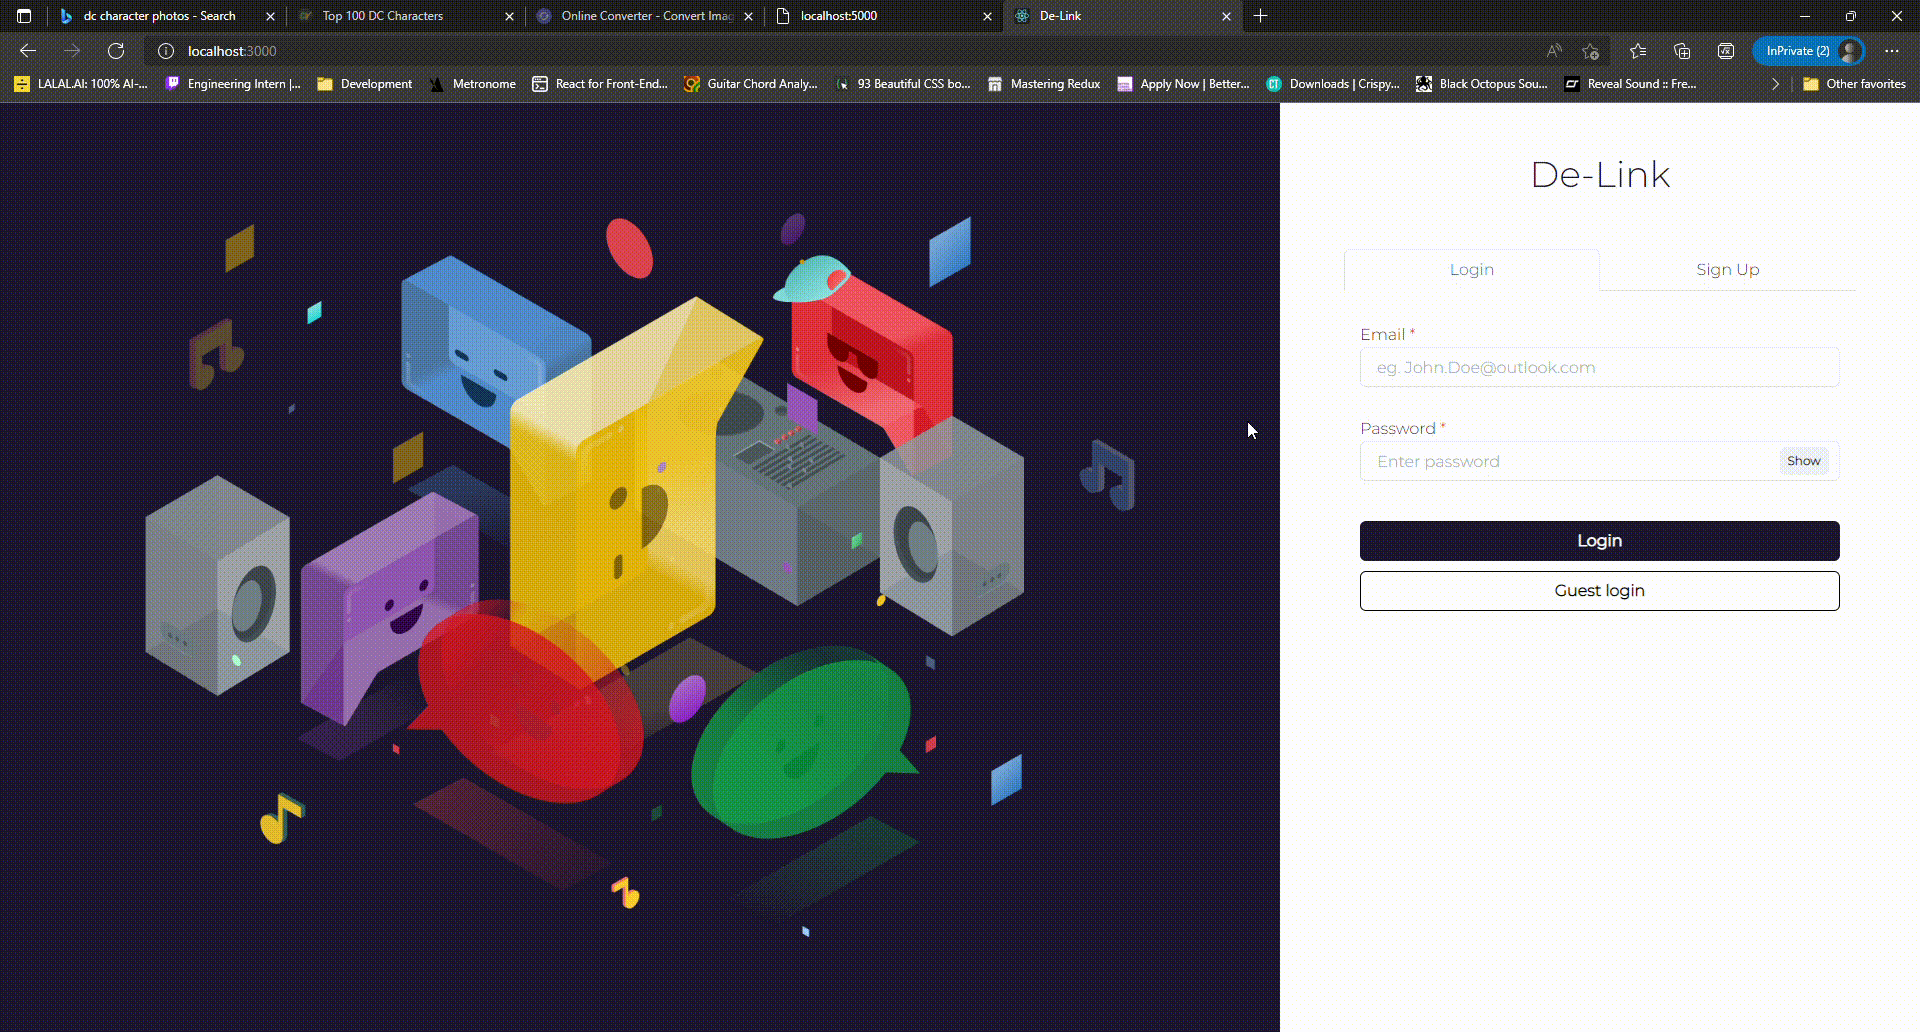 dc character photos - Search
Top 100 DC Characters
Online Converter - Convert Imag
localhost:5000
De-Link
localhost:3000
InPrivate (2)
LALAL.AI: 100% AI-...
Engineering Intern |...
Development
Metronome
React for Front-End...
Guitar Chord Analy...
93 Beautiful CSS bo...
Mastering Redux
Apply Now | Better...
Downloads | Crispy...
Black Octopus Sou...
Reveal Sound :: Fre...
Other favorites
De-Link
Login
Sign Up
Email *
eg. John.Doe@outlook.com
Password *
Enter password
Show
Login
Guest login